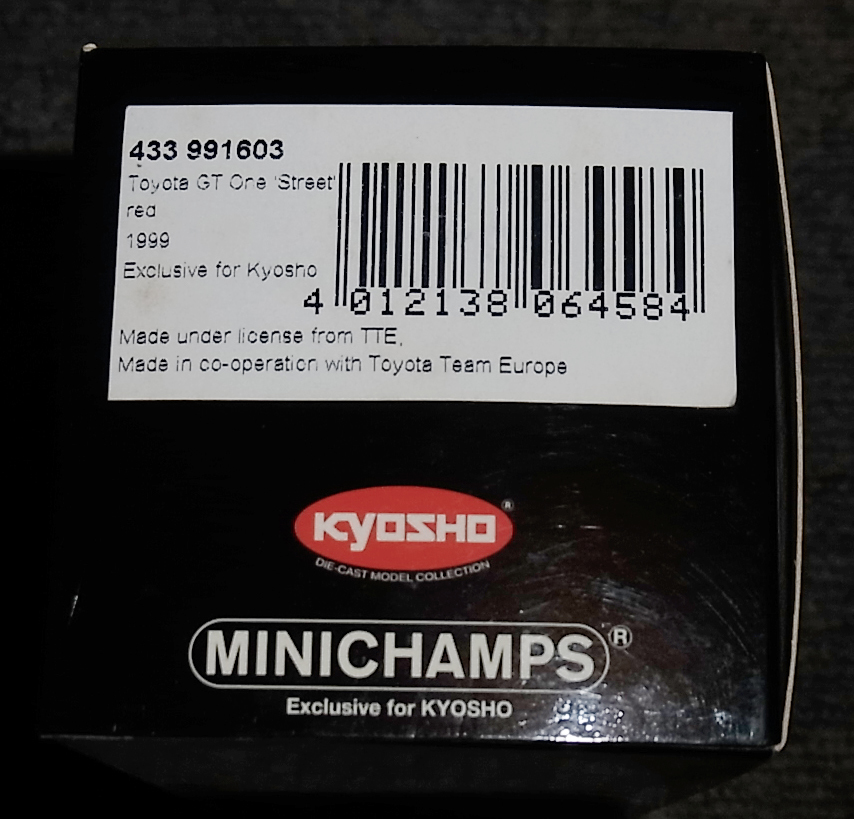 433 991603
Toyota GT One 'Street'
red
1999
Exclusive for Kyosho
4 012138 064584
Made under license from TTE,
Made in co-operation with Toyota Team Europe
KYOSHO®
DIE-CAST MODEL COLLECTION
MINICHAMPS®
Exclusive for KYOSHO